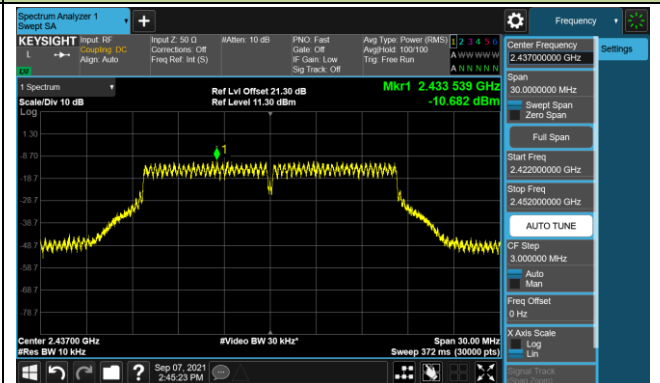 Spectrum Analyzer 1
Swept SA
+
Frequency
KEYSIGHT
L
Input: RF
Coupling: DC
Align: Auto
Input Z: 50 Ω
Corrections: Off
Freq Ref: Int (S)
#Atten: 10 dB
PNO: Fast
Gate: Off
IF Gain: Low
Sig Track: Off
Avg Type: Power (RMS)
Avg|Hold: 100/100
Trig: Free Run
1 2 3 4 5 6
A W W W W W
A N N N N N
1 Spectrum
Scale/Div 10 dB
Log
Ref Lvl Offset 21.30 dB
Ref Level 11.30 dBm
Mkr1 2.433 539 GHz
-10.682 dBm
1.30
-8.70
-18.7
-28.7
-38.7
-48.7
-58.7
-68.7
-78.7
1
Center 2.43700 GHz
#Res BW 10 kHz
#Video BW 30 kHz*
Span 30.00 MHz
Sweep 372 ms (30000 pts)
Center Frequency
2.437000000 GHz
Settings
Span
30.0000000 MHz
Swept Span
Zero Span
Full Span
Start Freq
2.422000000 GHz
Stop Freq
2.452000000 GHz
AUTO TUNE
CF Step
3.000000 MHz
Auto
Man
Freq Offset
0 Hz
X Axis Scale
Log
Lin
Signal Track
(Span Zoom)
?
Sep 07, 2021
2:45:23 PM